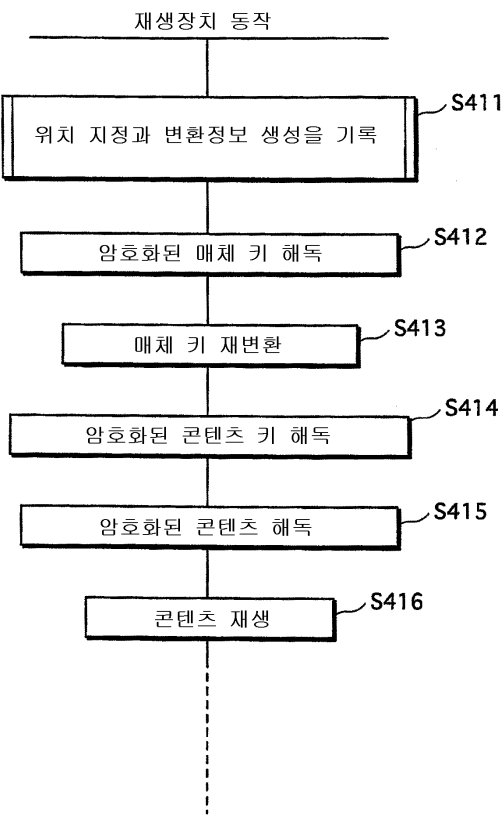 재생장치 동작
S411
위치 지정과 변환정보 생성을 기록
S412
암호화된 매체 키 해독
S413
매체 키 재변환
S414
암호화된 콘텐츠 키 해독
S415
암호화된 콘텐츠 해독
S416
콘텐츠 재생